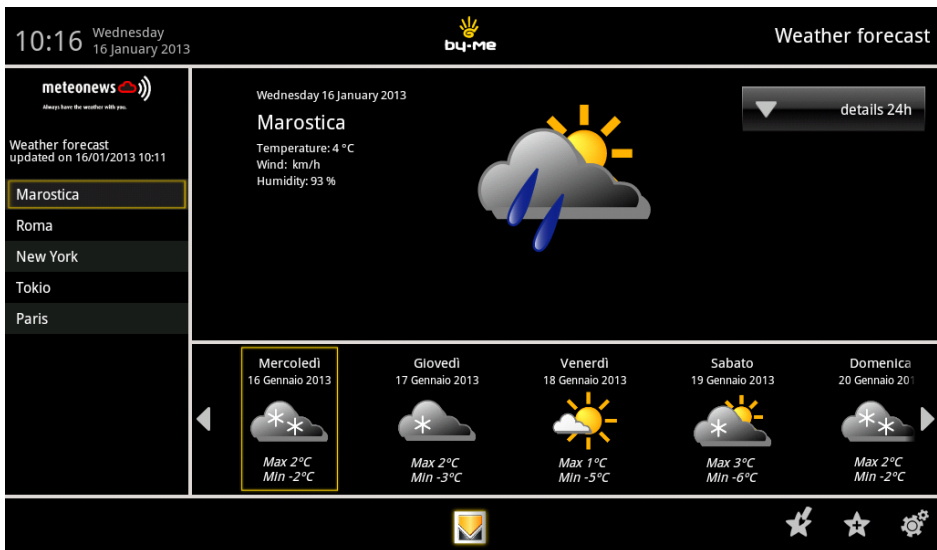 10:16
Wednesday
16 January 2013
by-me
Weather forecast
meteonews
Always have the weather with you.
Weather forecast
updated on 16/01/2013 10:11
Marostica
Roma
New York
Tokio
Paris
Wednesday 16 January 2013
Marostica
Temperature: 4 °C
Wind: km/h
Humidity: 93 %
details 24h
Mercoledì
16 Gennaio 2013
Max 2°C
Min -2°C
Giovedì
17 Gennaio 2013
Max 2°C
Min -3°C
Venerdì
18 Gennaio 2013
Max 1°C
Min -5°C
Sabato
19 Gennaio 2013
Max 3°C
Min -6°C
Domenica
20 Gennaio 201
Max 2°C
Min -2°C